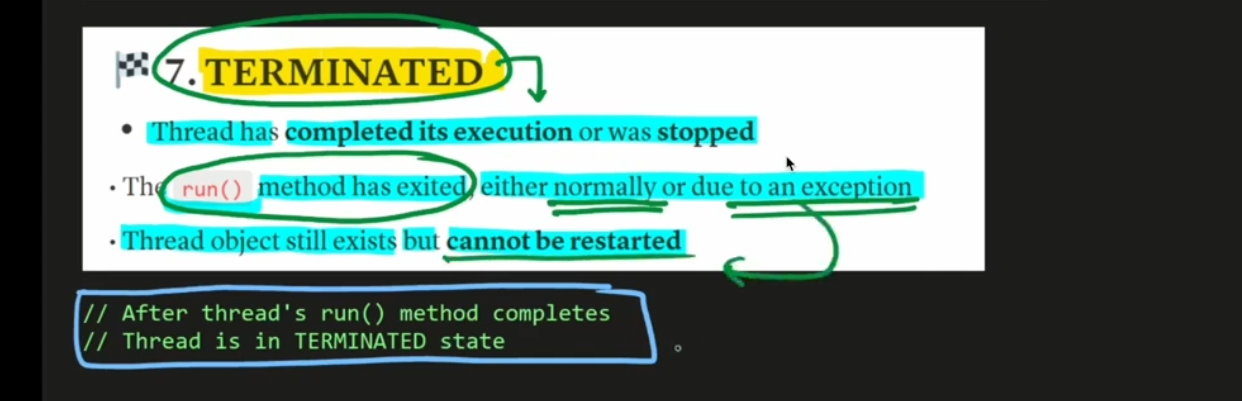 7. TERMINATED
• Thread has completed its execution or was stopped
• The run() method has exited, either normally or due to an exception
• Thread object still exists but cannot be restarted
// After thread's run() method completes
// Thread is in TERMINATED state